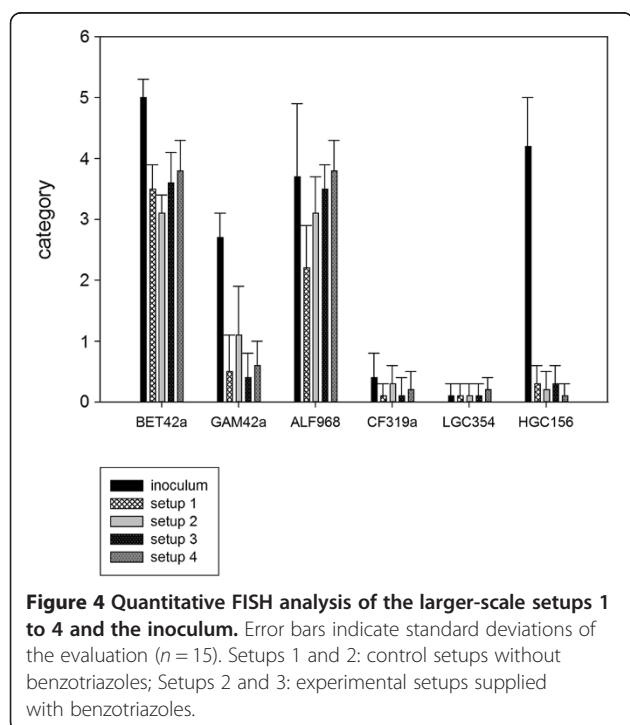 6
5
4
3
2
1
0
category
BET42a GAM42a ALF968 CF319a LGC354 HGC156
inoculum
setup 1
setup 2
setup 3
setup 4
Figure 4 Quantitative FISH analysis of the larger-scale setups 1
to 4 and the inoculum. Error bars indicate standard deviations of
the evaluation (n = 15). Setups 1 and 2: control setups without
benzotriazoles; Setups 2 and 3: experimental setups supplied
with benzotriazoles.